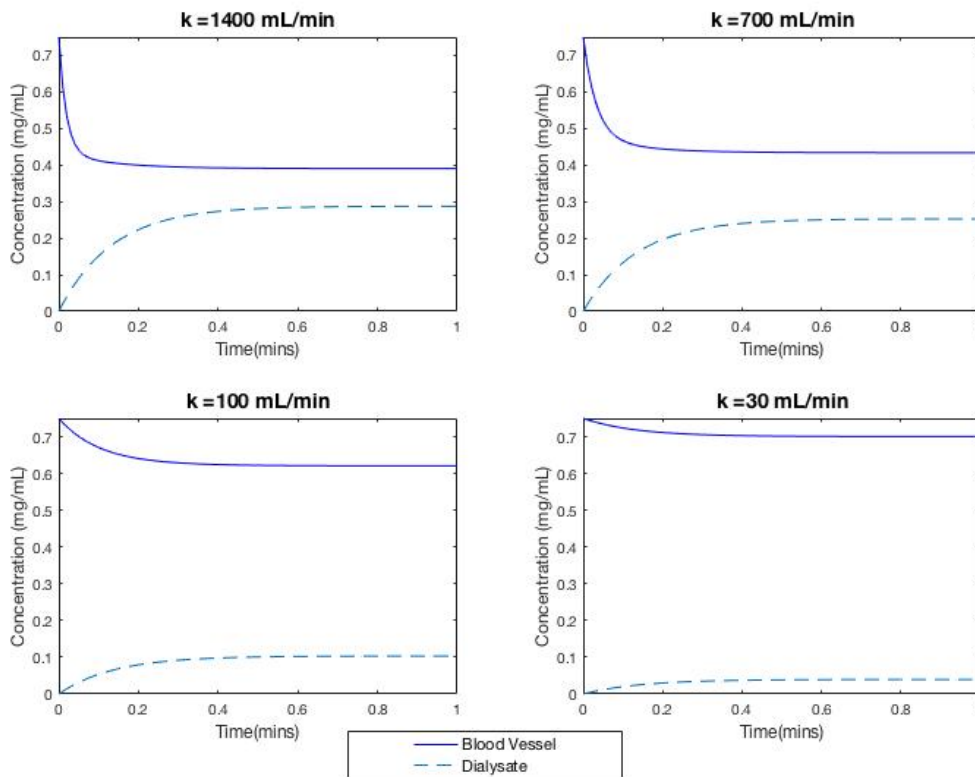 k =1400 mL/min
Concentration (mg/mL)
0.7
0.6
0.5
0.4
0.3
0.2
0.1
0
0 0.2 0.4 0.6 0.8 1
Time(mins)
k =700 mL/min
Concentration (mg/mL)
0.7
0.6
0.5
0.4
0.3
0.2
0.1
0
0 0.2 0.4 0.6 0.8
Time(mins)
k =100 mL/min
Concentration (mg/mL)
0.7
0.6
0.5
0.4
0.3
0.2
0.1
0
0 0.2 0.4 0.6 0.8 1
Time(mins)
k =30 mL/min
Concentration (mg/mL)
0.7
0.6
0.5
0.4
0.3
0.2
0.1
0
0 0.2 0.4 0.6 0.8
Time(mins)
Blood Vessel
Dialysate